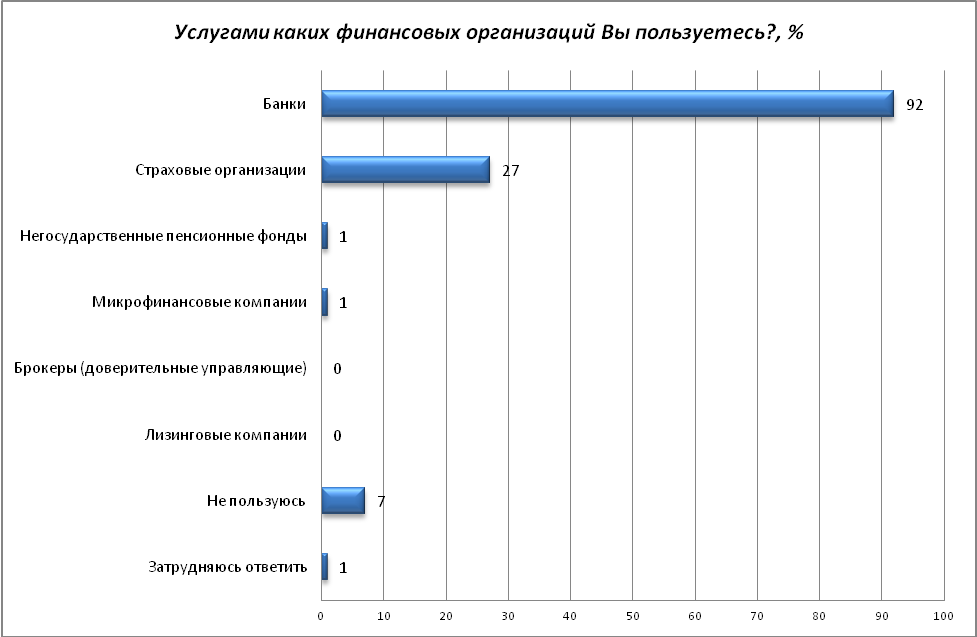 Услугами каких финансовых организаций Вы пользуетесь?, %
Банки 92
Страховые организации 27
Негосударственные пенсионные фонды 1
Микрофинансовые компании 1
Брокеры (доверительные управляющие) 0
Лизинговые компании 0
Не пользуюсь 7
Затрудняюсь ответить 1
0 10 20 30 40 50 60 70 80 90 100